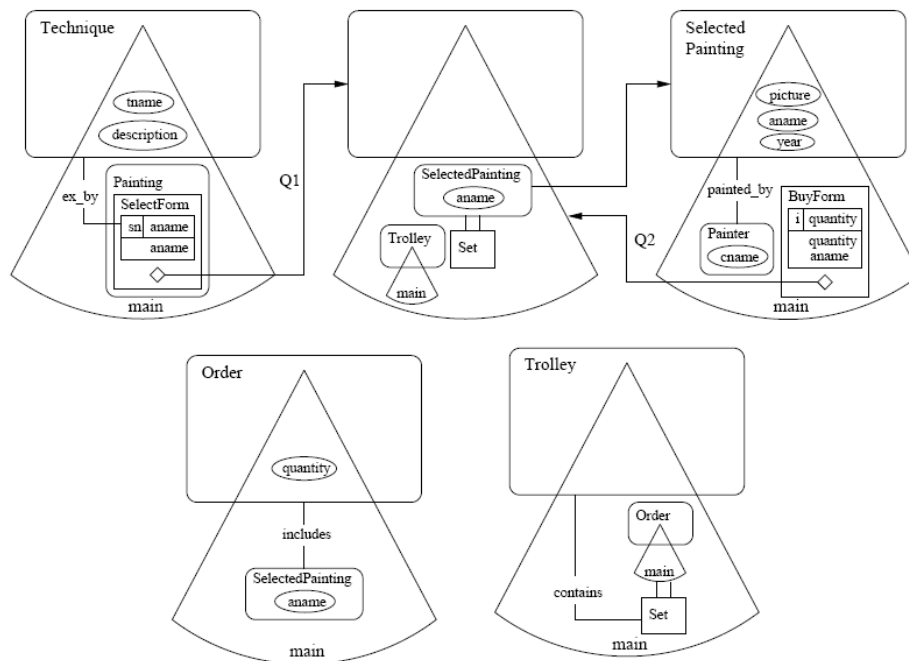 Technique
tname
description
ex_by
Painting
SelectForm
sn aname
aname
main
Q1
SelectedPainting
aname
Trolley
main
Set
Q2
Selected
Painting
picture
aname
year
painted_by
Painter
cname
BuyForm
i quantity
quantity
aname
main
Order
quantity
includes
SelectedPainting
aname
main
Trolley
Order
main
contains
Set
main